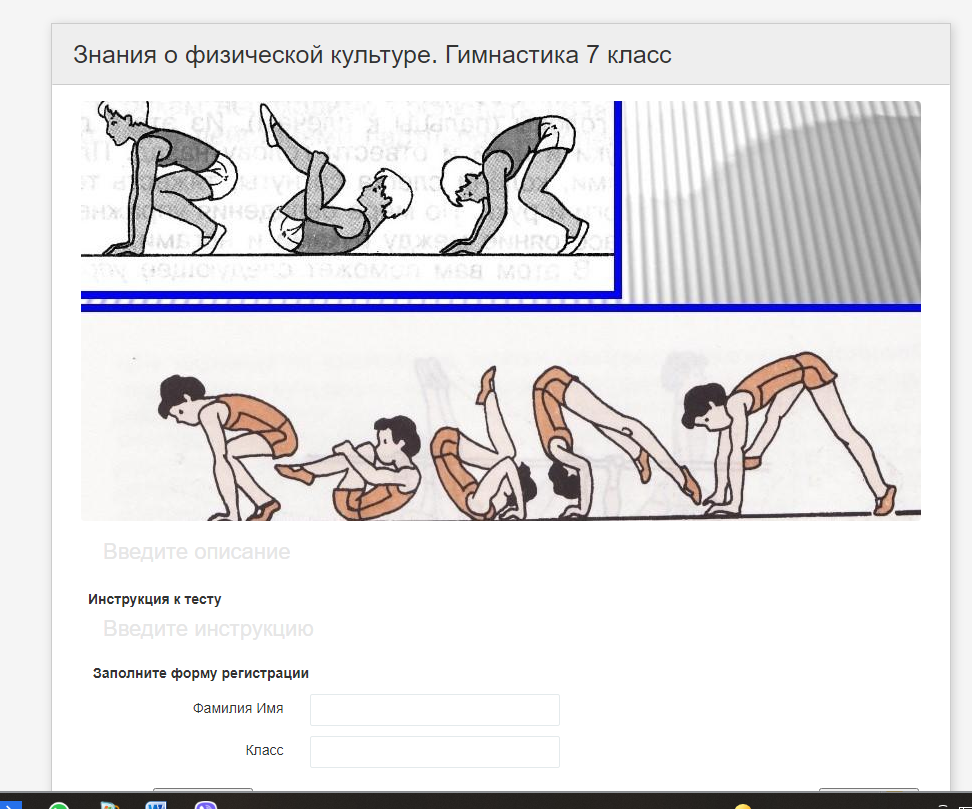 Знания о физической культуре. Гимнастика 7 класс
Введите описание
Инструкция к тесту
Введите инструкцию
Заполните форму регистрации
Фамилия Имя
Класс